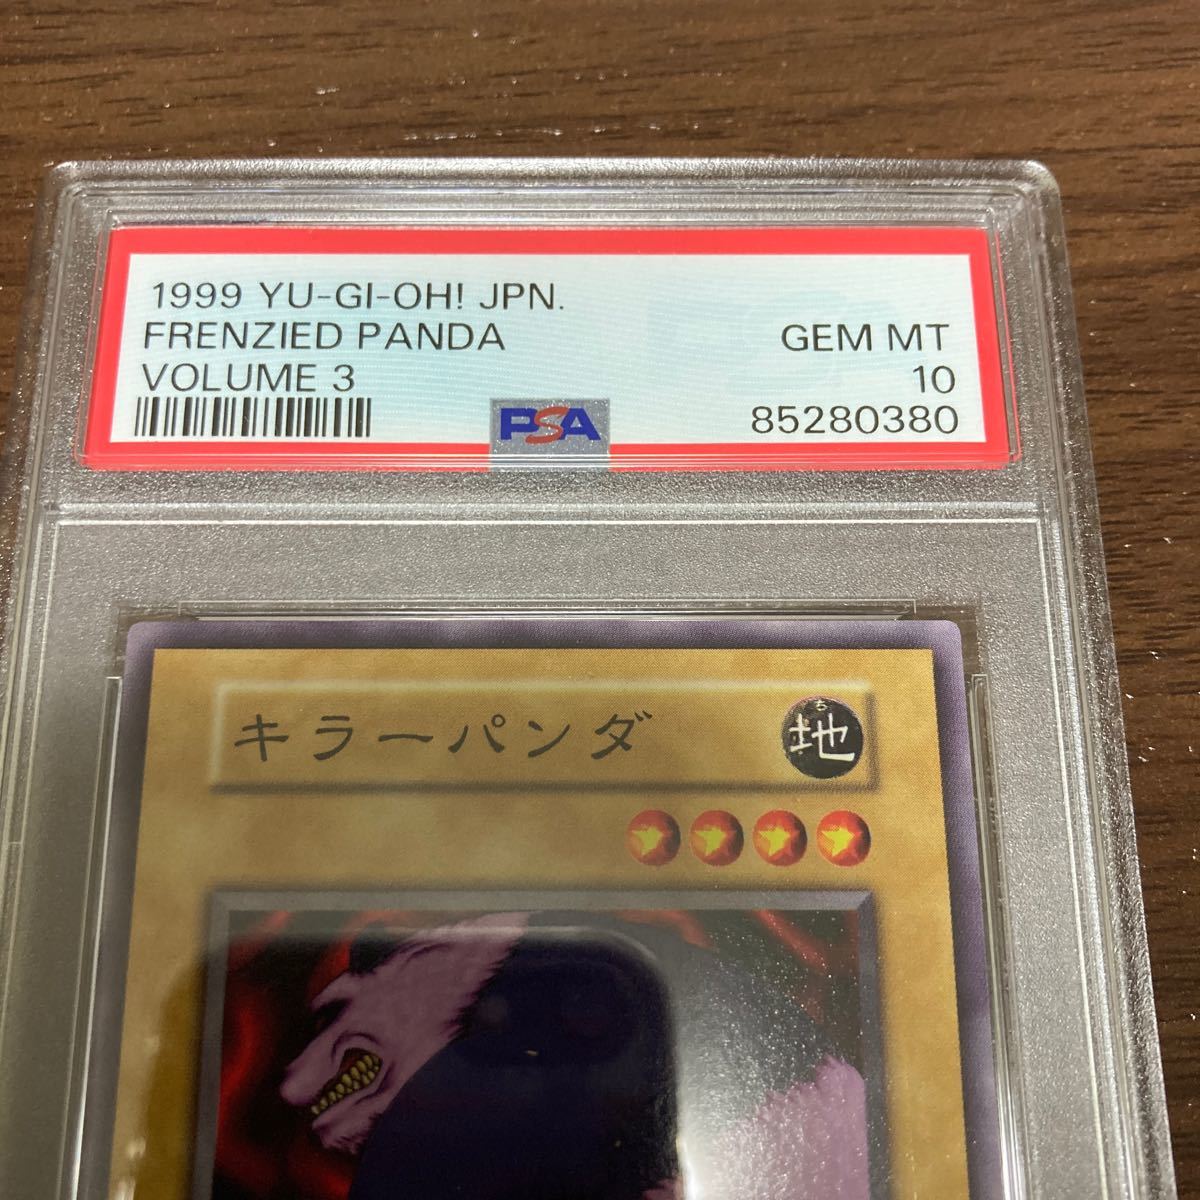 1999 YU-GI-OH! JPN.
FRENZIED PANDA
VOLUME 3
GEM MT
10
85280380
PSA
キラーパンダ
ち
地